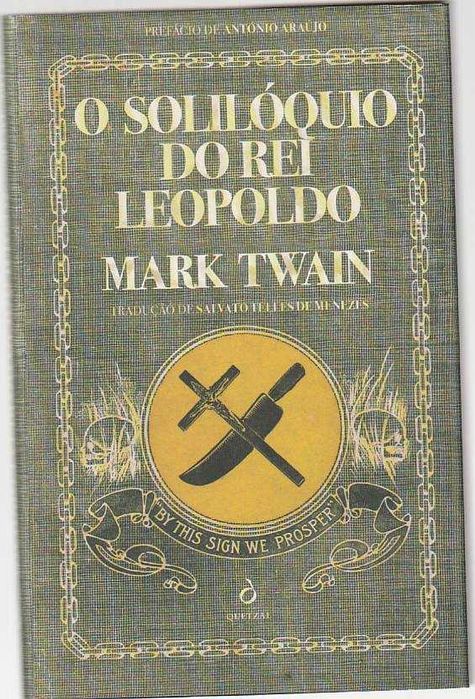 PREFÁCIO DE ANTÓNIO ARAÚJO
O SOLILÓQUIO
DO REI
LEOPOLDO
MARK TWAIN
TRADUÇÃO DE SALVATO TELLES DE MENEZES
"BY THIS SIGN WE PROSPER"
QUETZAL